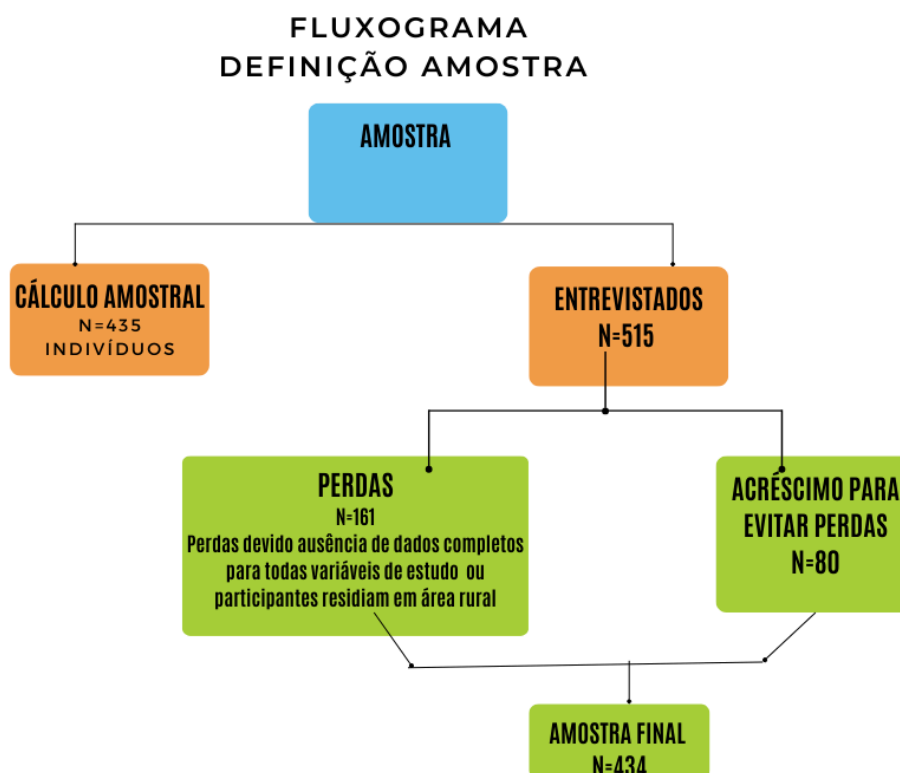 FLUXOGRAMA
DEFINIÇÃO AMOSTRA
AMOSTRA
CÁLCULO AMOSTRAL
N=435
INDIVÍDUOS
ENTREVISTADOS
N=515
PERDAS
N=161
Perdas devido ausência de dados completos
para todas variáveis de estudo ou
participantes residiam em área rural
ACRÉSCIMO PARA
EVITAR PERDAS
N=80
AMOSTRA FINAL
N=434